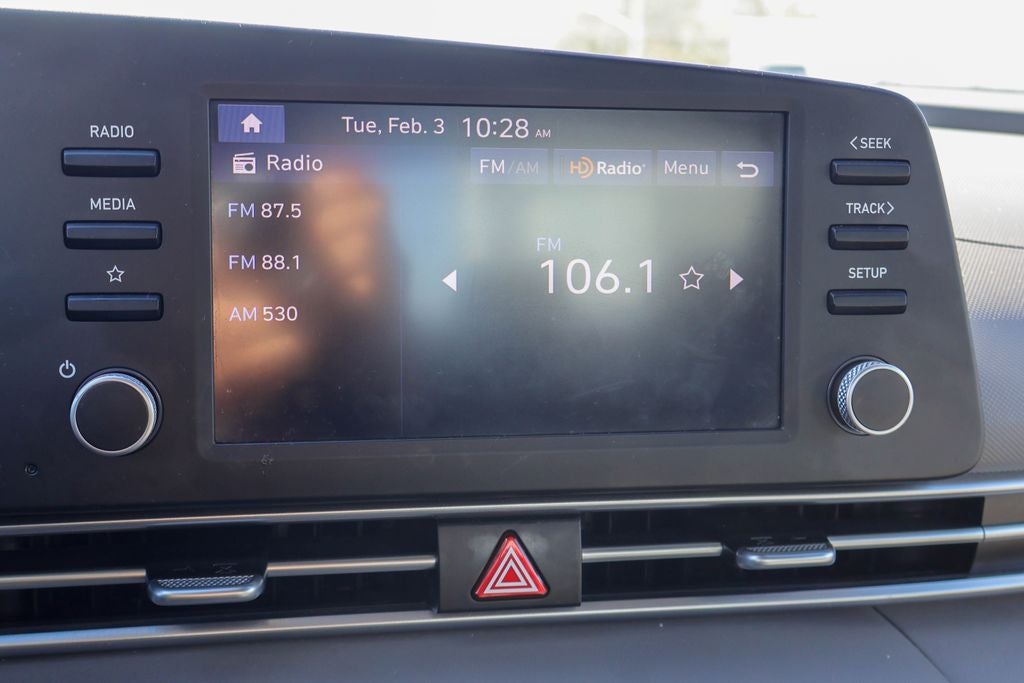 RADIO
MEDIA
Tue, Feb. 3 10:28 AM
Radio
FM/AM HD Radio® Menu
FM 87.5
FM 88.1
AM 530
FM
106.1
<SEEK
TRACK>
SETUP